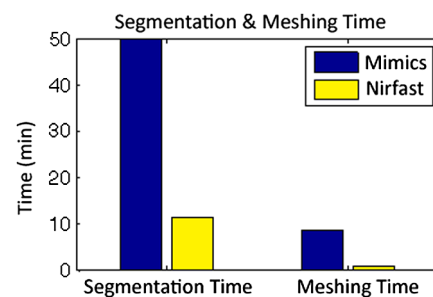 Segmentation & Meshing Time
Mimics
Nirfast
Time (min)
50
40
30
20
10
0
Segmentation Time
Meshing Time